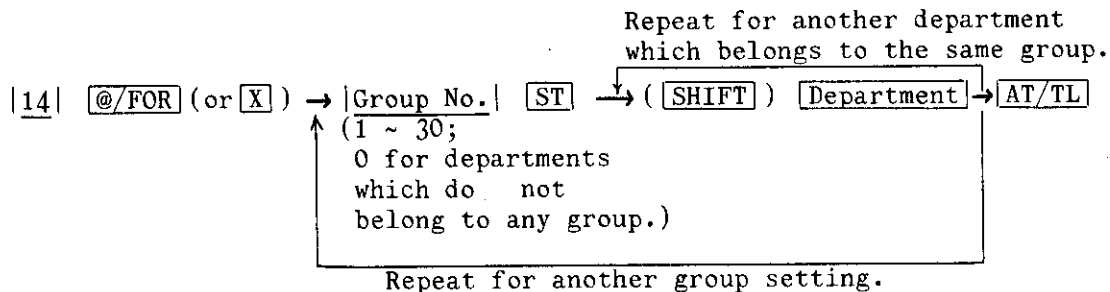 Repeat for another department
which belongs to the same group.
|14| @/FOR (or X) → |Group No.| ST → (SHIFT) Department → AT/TL
(1 ~ 30;
0 for departments
which do not
belong to any group.)
Repeat for another group setting.